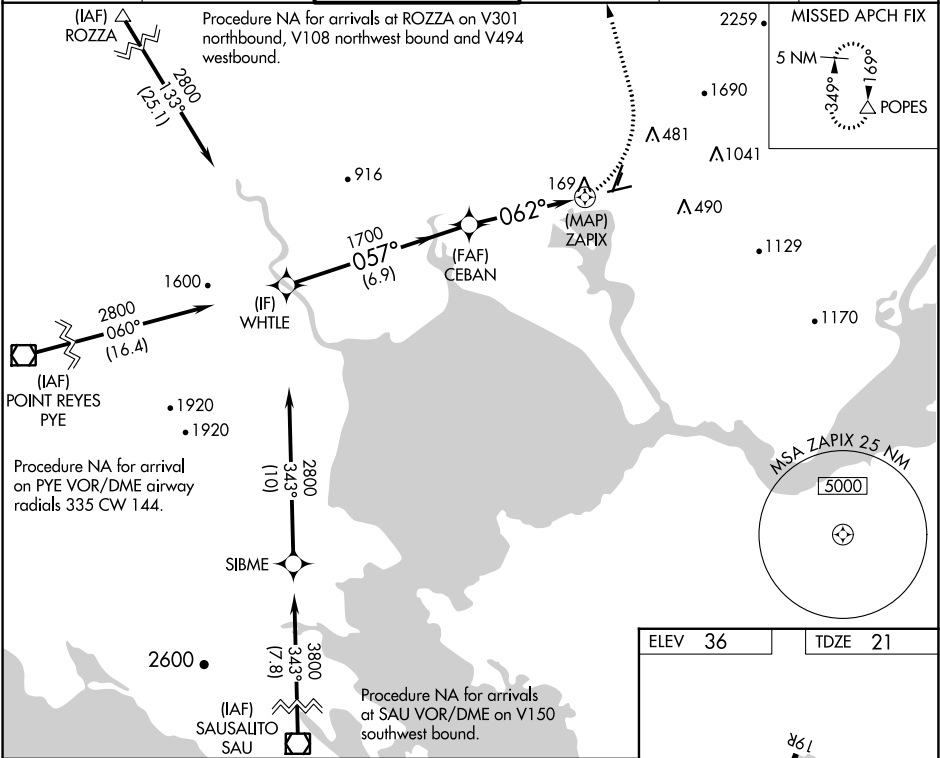 (IAF)
ROZZA
Procedure NA for arrivals at ROZZA on V301
northbound, V108 northwest bound and V494
westbound.
2800
133°
(25.1)
2259
MISSED APCH FIX
5 NM
349°
169°
POPES
1690
481
1041
916
169
490
062°
(MAP)
ZAPIX
1700
057°
(6.9)
(FAF)
CEBAN
1129
1600
(IF)
WHTLE
2800
060°
(16.4)
1170
(IAF)
POINT REYES
PYE
1920
1920
Procedure NA for arrival
on PYE VOR/DME airway
radials 335 CW 144.
2800
343°
(10)
MSA ZAPIX 25 NM
5000
SIBME
3800
343°
(7.8)
2600
(IAF)
SAUSALITO
SAU
Procedure NA for arrivals
at SAU VOR/DME on V150
southwest bound.
ELEV 36
TDZE 21
19R